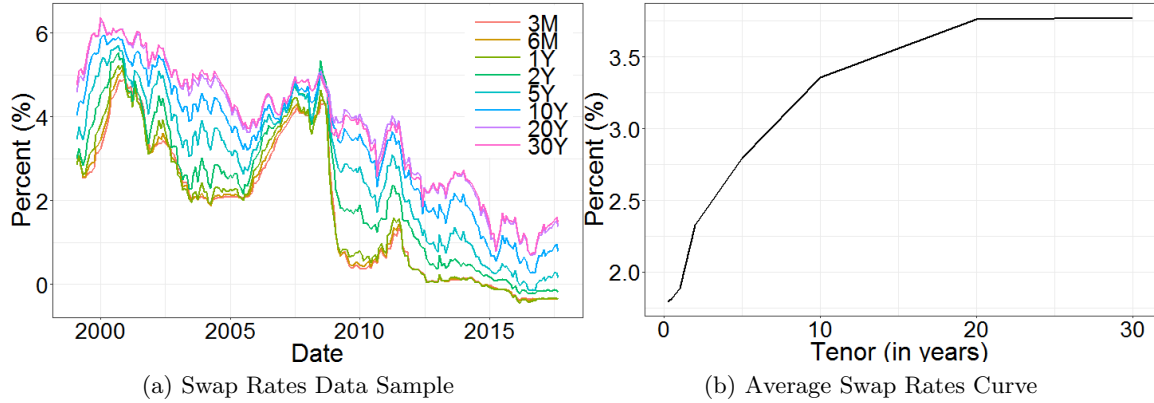 Percent (%)
6
4
2
0
3M
6M
1Y
2Y
5Y
10Y
20Y
30Y
2000 2005 2010 2015
Date
(a) Swap Rates Data Sample
Percent (%)
3.5
3.0
2.5
2.0
0 10 20 30
Tenor (in years)
(b) Average Swap Rates Curve